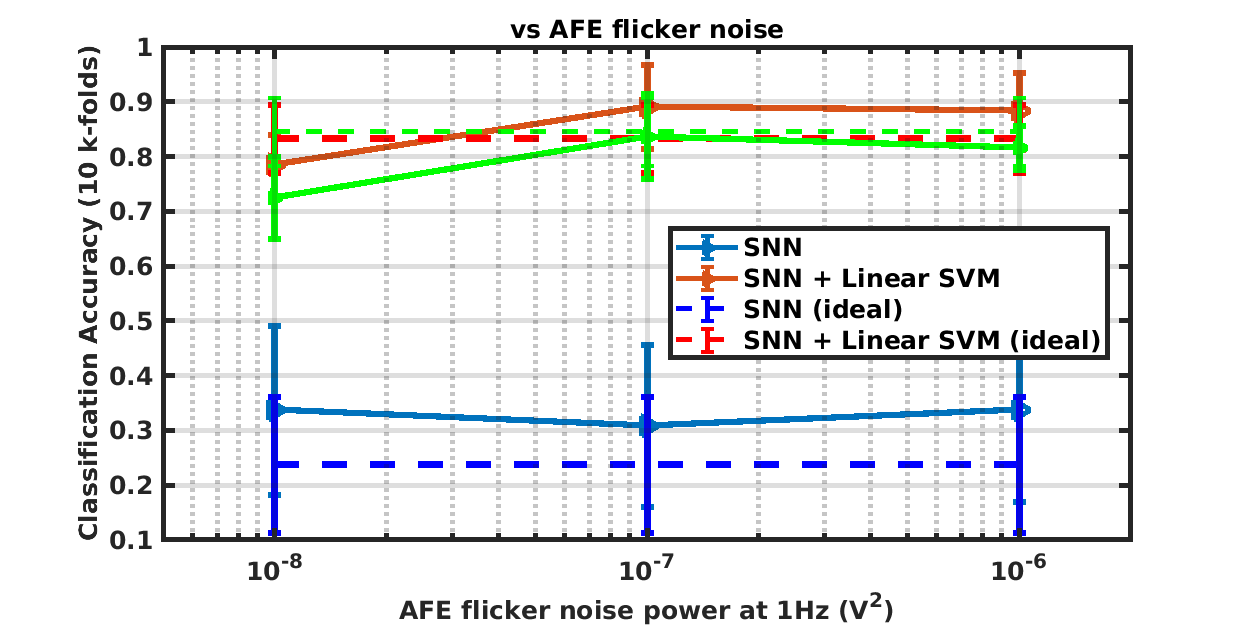 vs AFE flicker noise
Classification Accuracy (10 k-folds)
1
0.9
0.8
0.7
0.6
0.5
0.4
0.3
0.2
0.1
SNN
SNN + Linear SVM
SNN (ideal)
SNN + Linear SVM (ideal)
10-8 10-7 10-6
AFE flicker noise power at 1Hz (V2)